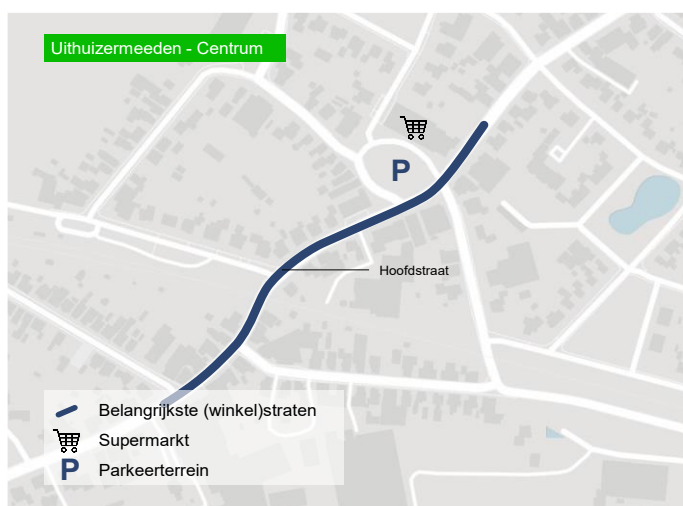 Uithuizermeeden - Centrum
P
Hoofdstraat
Belangrijkste (winkel)straten
Supermarkt
P Parkeerterrein